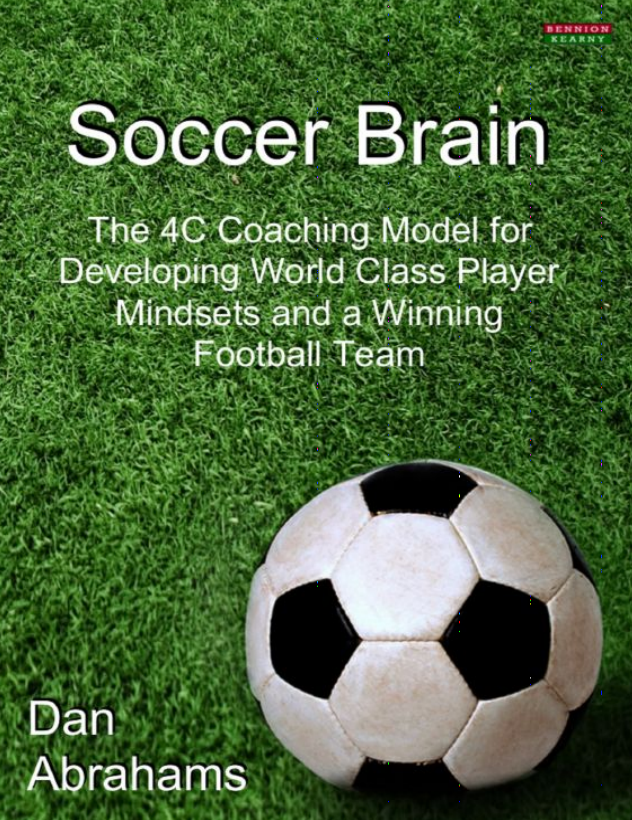 BENNION
KEARNY
Soccer Brain
The 4C Coaching Model for
Developing World Class Player
Mindsets and a Winning
Football Team
Dan
Abrahams